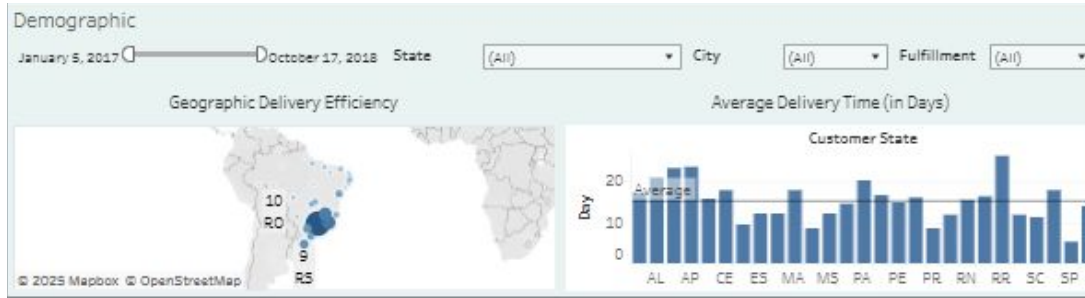 Demographic
January 5, 2017 October 17, 2018 State (All) City (All) Fulfillment (All)
Geographic Delivery Efficiency
Average Delivery Time (in Days)
10
RO
9
RS
© 2025 Mapbox © OpenStreetMap
Customer State
Day
20
10
0
Average
AL AP CE ES MA MS PA PE PR RN RR SC SP